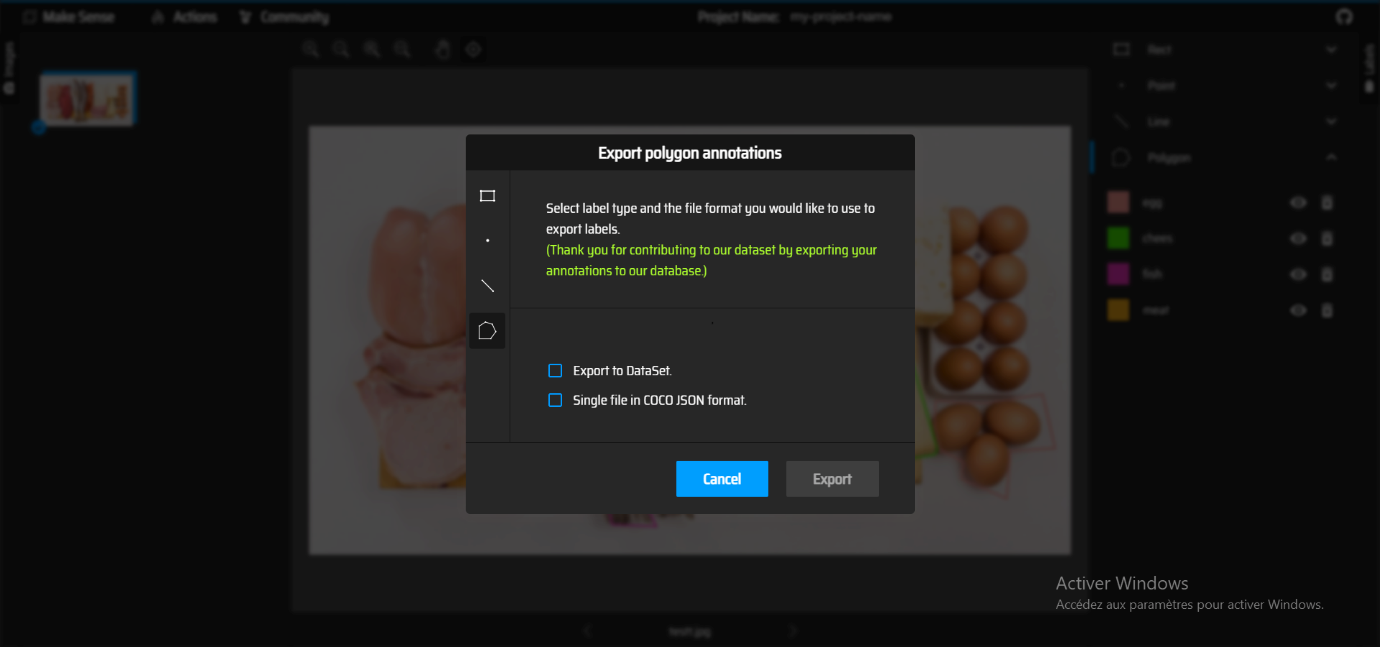 Make Sense
Actions
Community
Project Name: my-project-name
Images
Labels
Rect
Point
Line
Polygon
egg
chees
fish
meat
Export polygon annotations
Select label type and the file format you would like to use to
export labels.
(Thank you for contributing to our dataset by exporting your
annotations to our database.)
Export to DataSet.
Single file in COCO JSON format.
Cancel
Export
Activer Windows
Accédez aux paramètres pour activer Windows.